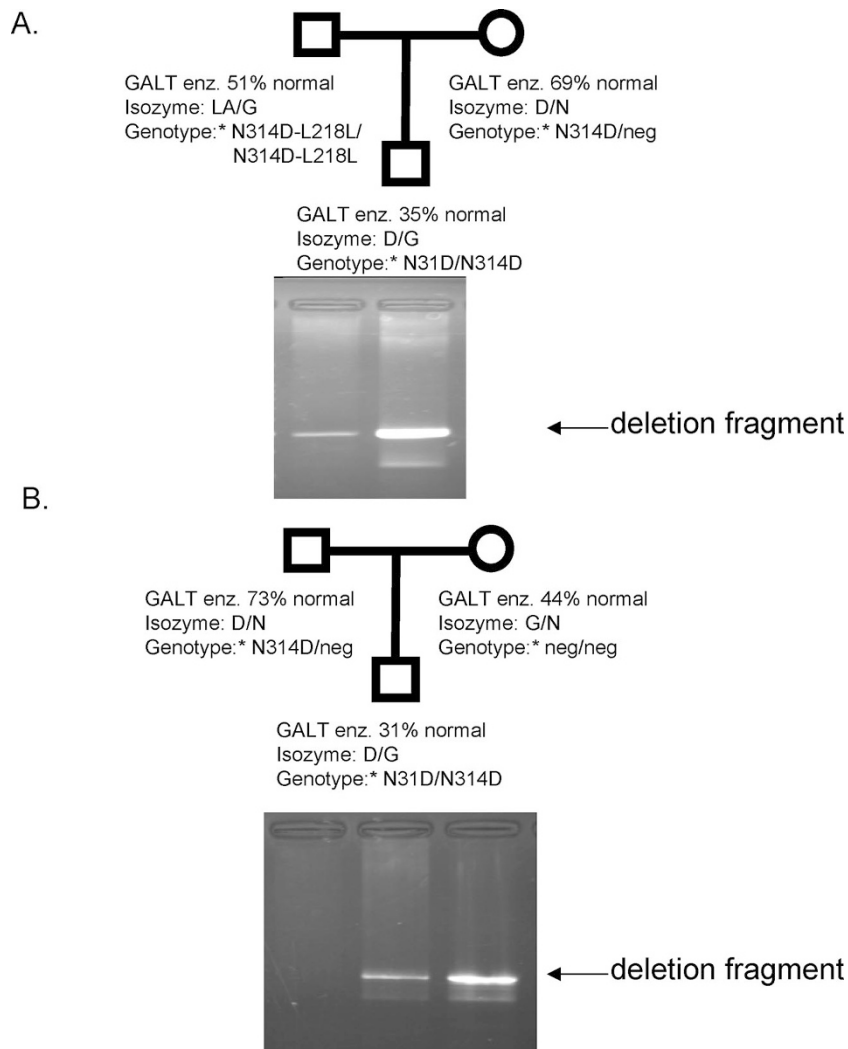 A.
GALT enz. 51% normal
Isozyme: LA/G
Genotype:* N314D-L218L/
N314D-L218L
GALT enz. 69% normal
Isozyme: D/N
Genotype:* N314D/neg
GALT enz. 35% normal
Isozyme: D/G
Genotype:* N31D/N314D
deletion fragment
B.
GALT enz. 73% normal
Isozyme: D/N
Genotype:* N314D/neg
GALT enz. 44% normal
Isozyme: G/N
Genotype:* neg/neg
GALT enz. 31% normal
Isozyme: D/G
Genotype:* N31D/N314D
deletion fragment